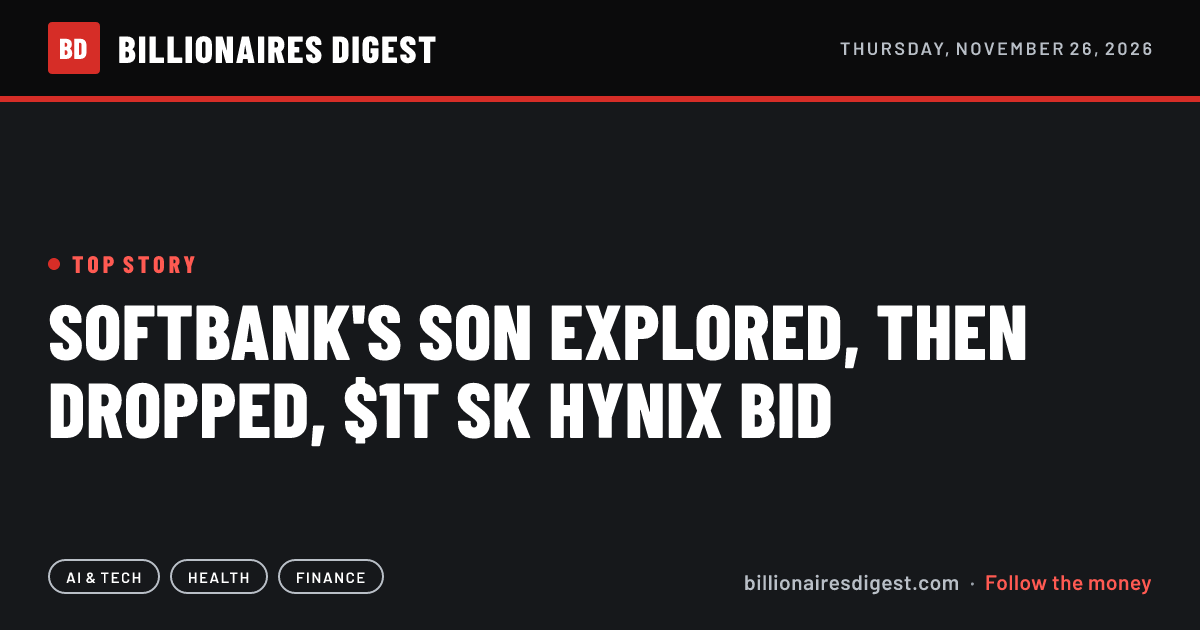 BD
BILLIONAIRES DIGEST
THURSDAY, NOVEMBER 26, 2026
TOP STORY
SOFTBANK'S SON EXPLORED, THEN
DROPPED, $1T SK HYNIX BID
AI & TECH
HEALTH
FINANCE
billionairesdigest.com · Follow the money